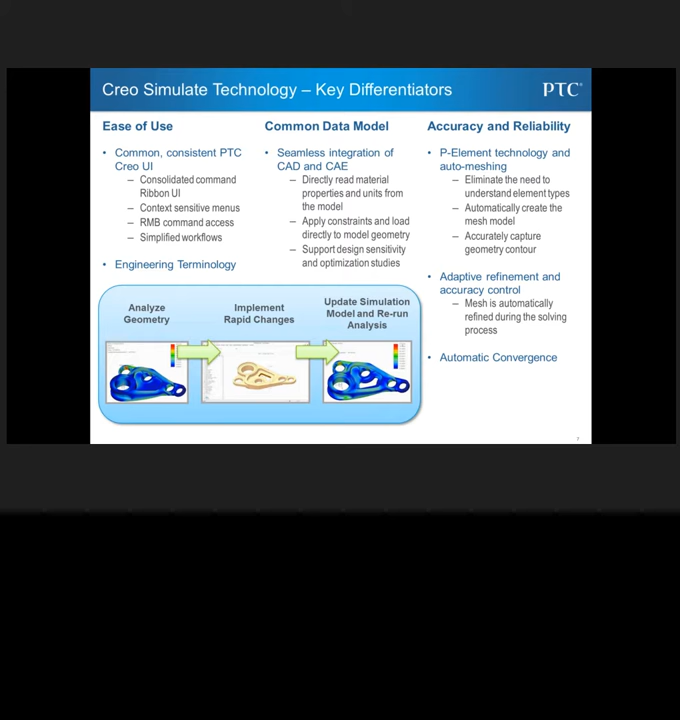 Creo Simulate Technology – Key Differentiators
PTC
Ease of Use
• Common, consistent PTC
Creo UI
– Consolidated command
Ribbon UI
– Context sensitive menus
– RMB command access
– Simplified workflows
• Engineering Terminology
Common Data Model
• Seamless integration of
CAD and CAE
– Directly read material
properties and units from
the model
– Apply constraints and load
directly to model geometry
– Support design sensitivity
and optimization studies
Accuracy and Reliability
• P-Element technology and
auto-meshing
– Eliminate the need to
understand element types
– Automatically create the
mesh model
– Accurately capture
geometry contour
• Adaptive refinement and
accuracy control
– Mesh is automatically
refined during the solving
process
• Automatic Convergence
Analyze
Geometry
Implement
Rapid Changes
Update Simulation
Model and Re-run
Analysis